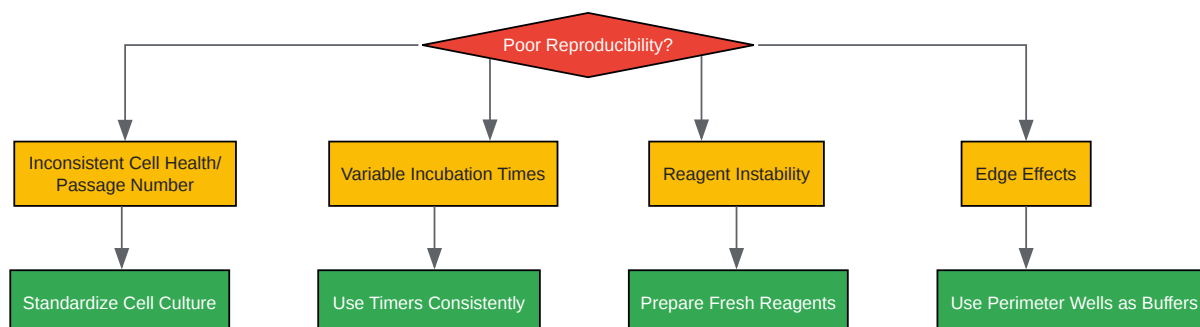 Poor Reproducibility?
Inconsistent Cell Health/
Passage Number
Variable Incubation Times
Reagent Instability
Edge Effects
Standardize Cell Culture
Use Timers Consistently
Prepare Fresh Reagents
Use Perimeter Wells as Buffers